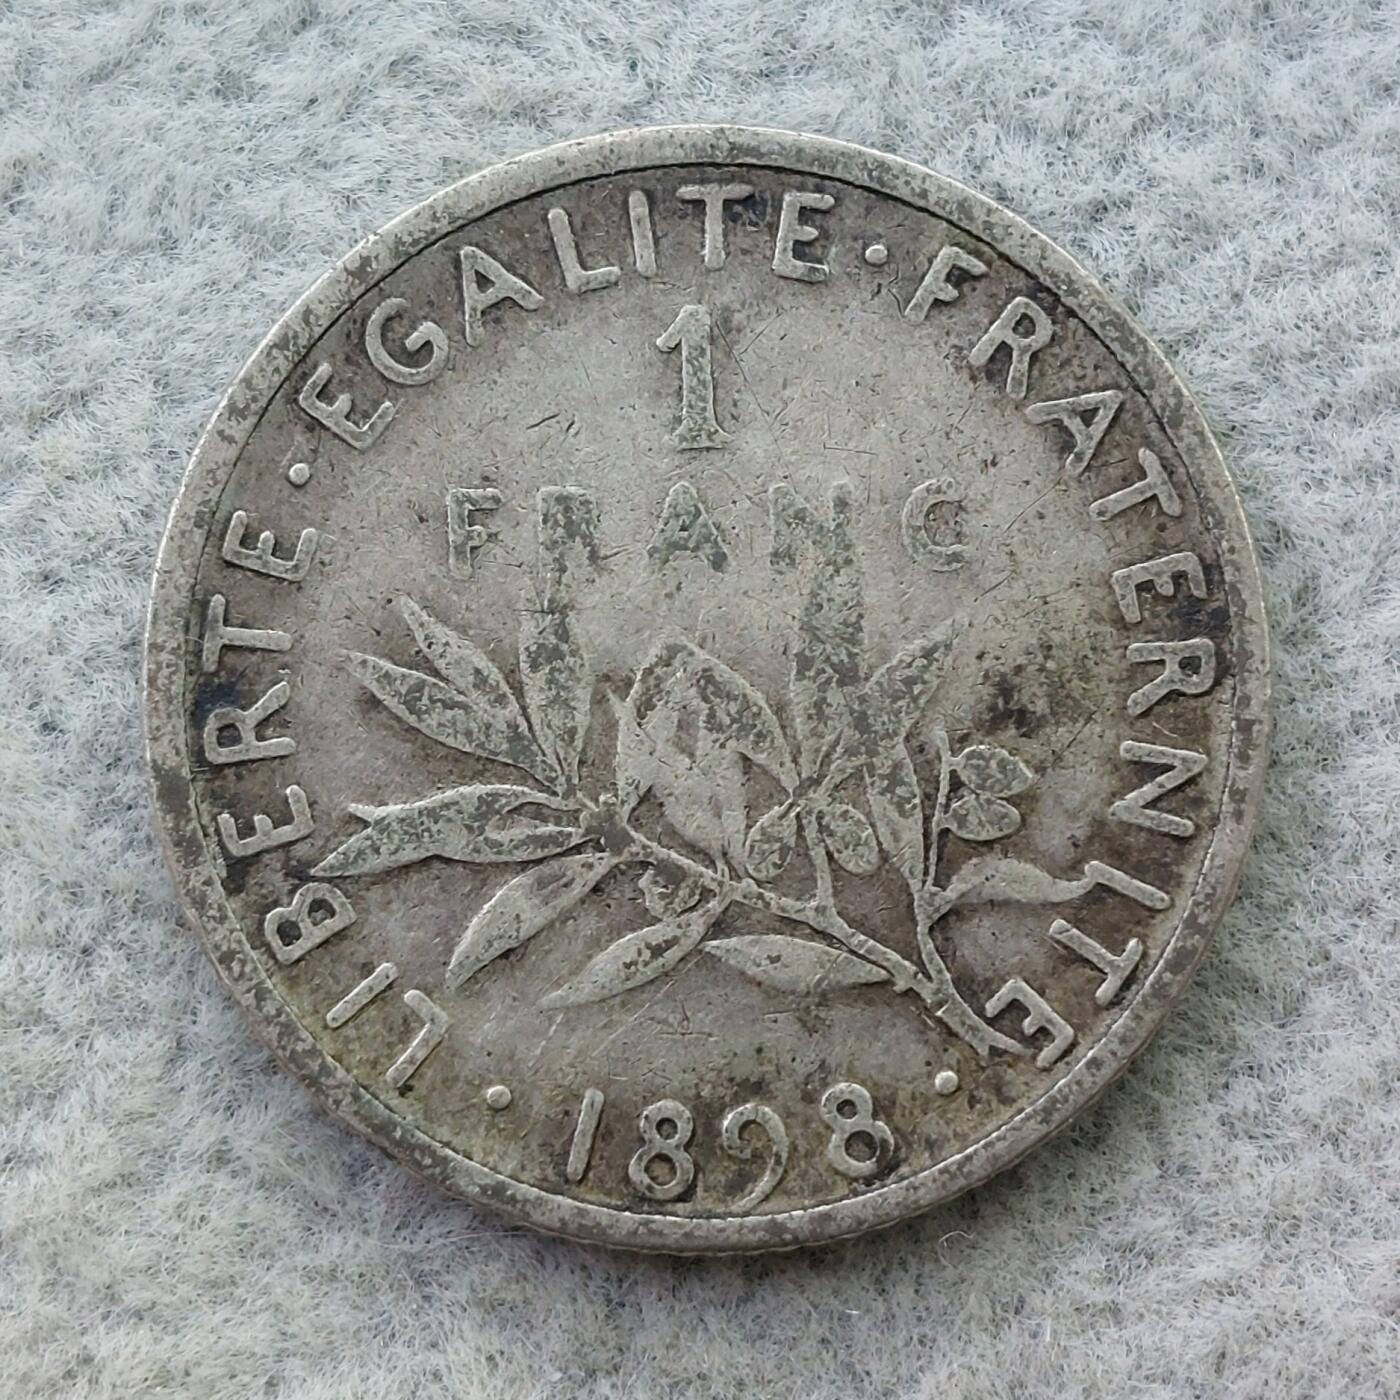 LIBERTE · EGALITE · FRATERNITE
1
FRANC
· 1898 ·